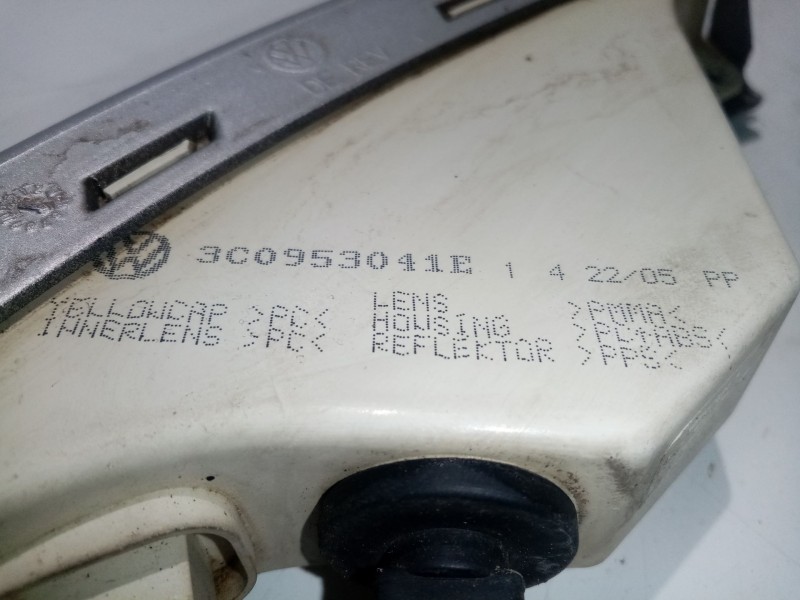 3C0953041E 1 4 22/05 PP
YELLOWCAP >PC< LENS >PMMA<
INNERLENS >PC< HOUSING >PC+ABS<
REFLEKTOR >PPS<